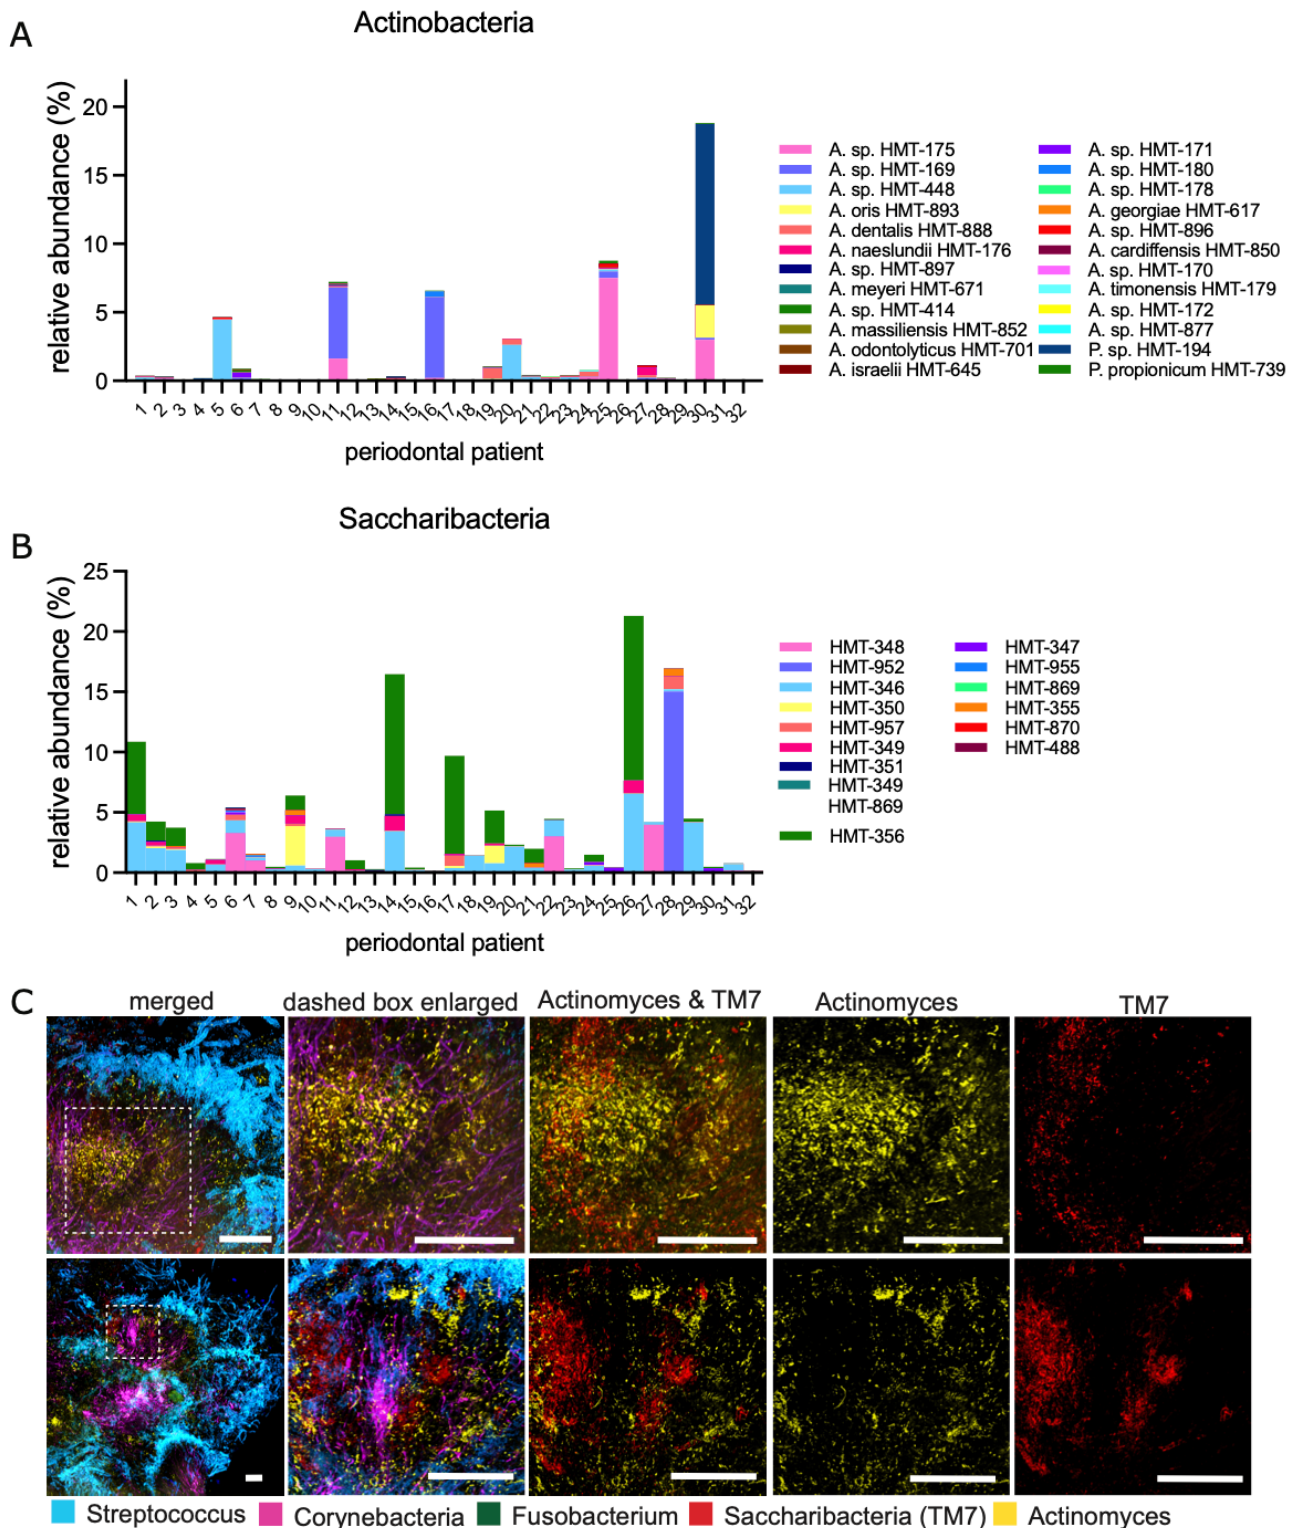 A
Actinobacteria
relative abundance (%)
20
15
10
5
0
1 2 3 4 5 6 7 8 9 10 11 12 13 14 15 16 17 18 19 20 21 22 23 24 25 26 27 28 29 30 31 32
periodontal patient
A. sp. HMT-175
A. sp. HMT-169
A. sp. HMT-448
A. oris HMT-893
A. dentalis HMT-888
A. naeslundii HMT-176
A. sp. HMT-897
A. meyeri HMT-671
A. sp. HMT-414
A. massiliensis HMT-852
A. odontolyticus HMT-701
A. israelii HMT-645
A. sp. HMT-171
A. sp. HMT-180
A. sp. HMT-178
A. georgiae HMT-617
A. sp. HMT-896
A. cardiffensis HMT-850
A. sp. HMT-170
A. timonensis HMT-179
A. sp. HMT-172
A. sp. HMT-877
P. sp. HMT-194
P. propionicum HMT-739
B
Saccharibacteria
relative abundance (%)
25
20
15
10
5
0
1 2 3 4 5 6 7 8 9 10 11 12 13 14 15 16 17 18 19 20 21 22 23 24 25 26 27 28 29 30 31 32
periodontal patient
HMT-348
HMT-952
HMT-346
HMT-350
HMT-957
HMT-349
HMT-351
HMT-349
HMT-869
HMT-356
HMT-347
HMT-955
HMT-869
HMT-355
HMT-870
HMT-488
C
merged
dashed box enlarged
Actinomyces & TM7
Actinomyces
TM7
Streptococcus
Corynebacteria
Fusobacterium
Saccharibacteria (TM7)
Actinomyces